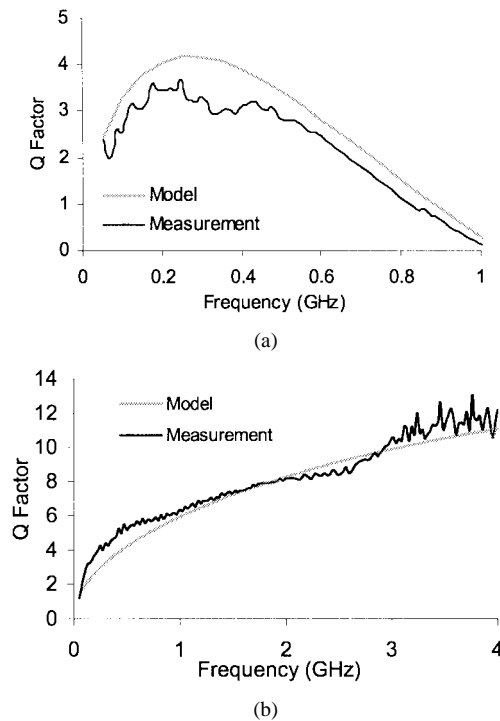 5
4
3
2
1
0
Q Factor
Model
Measurement
0 0.2 0.4 0.6 0.8 1
Frequency (GHz)
(a)
14
12
10
8
6
4
2
0
Q Factor
Model
Measurement
0 1 2 3 4
Frequency (GHz)
(b)